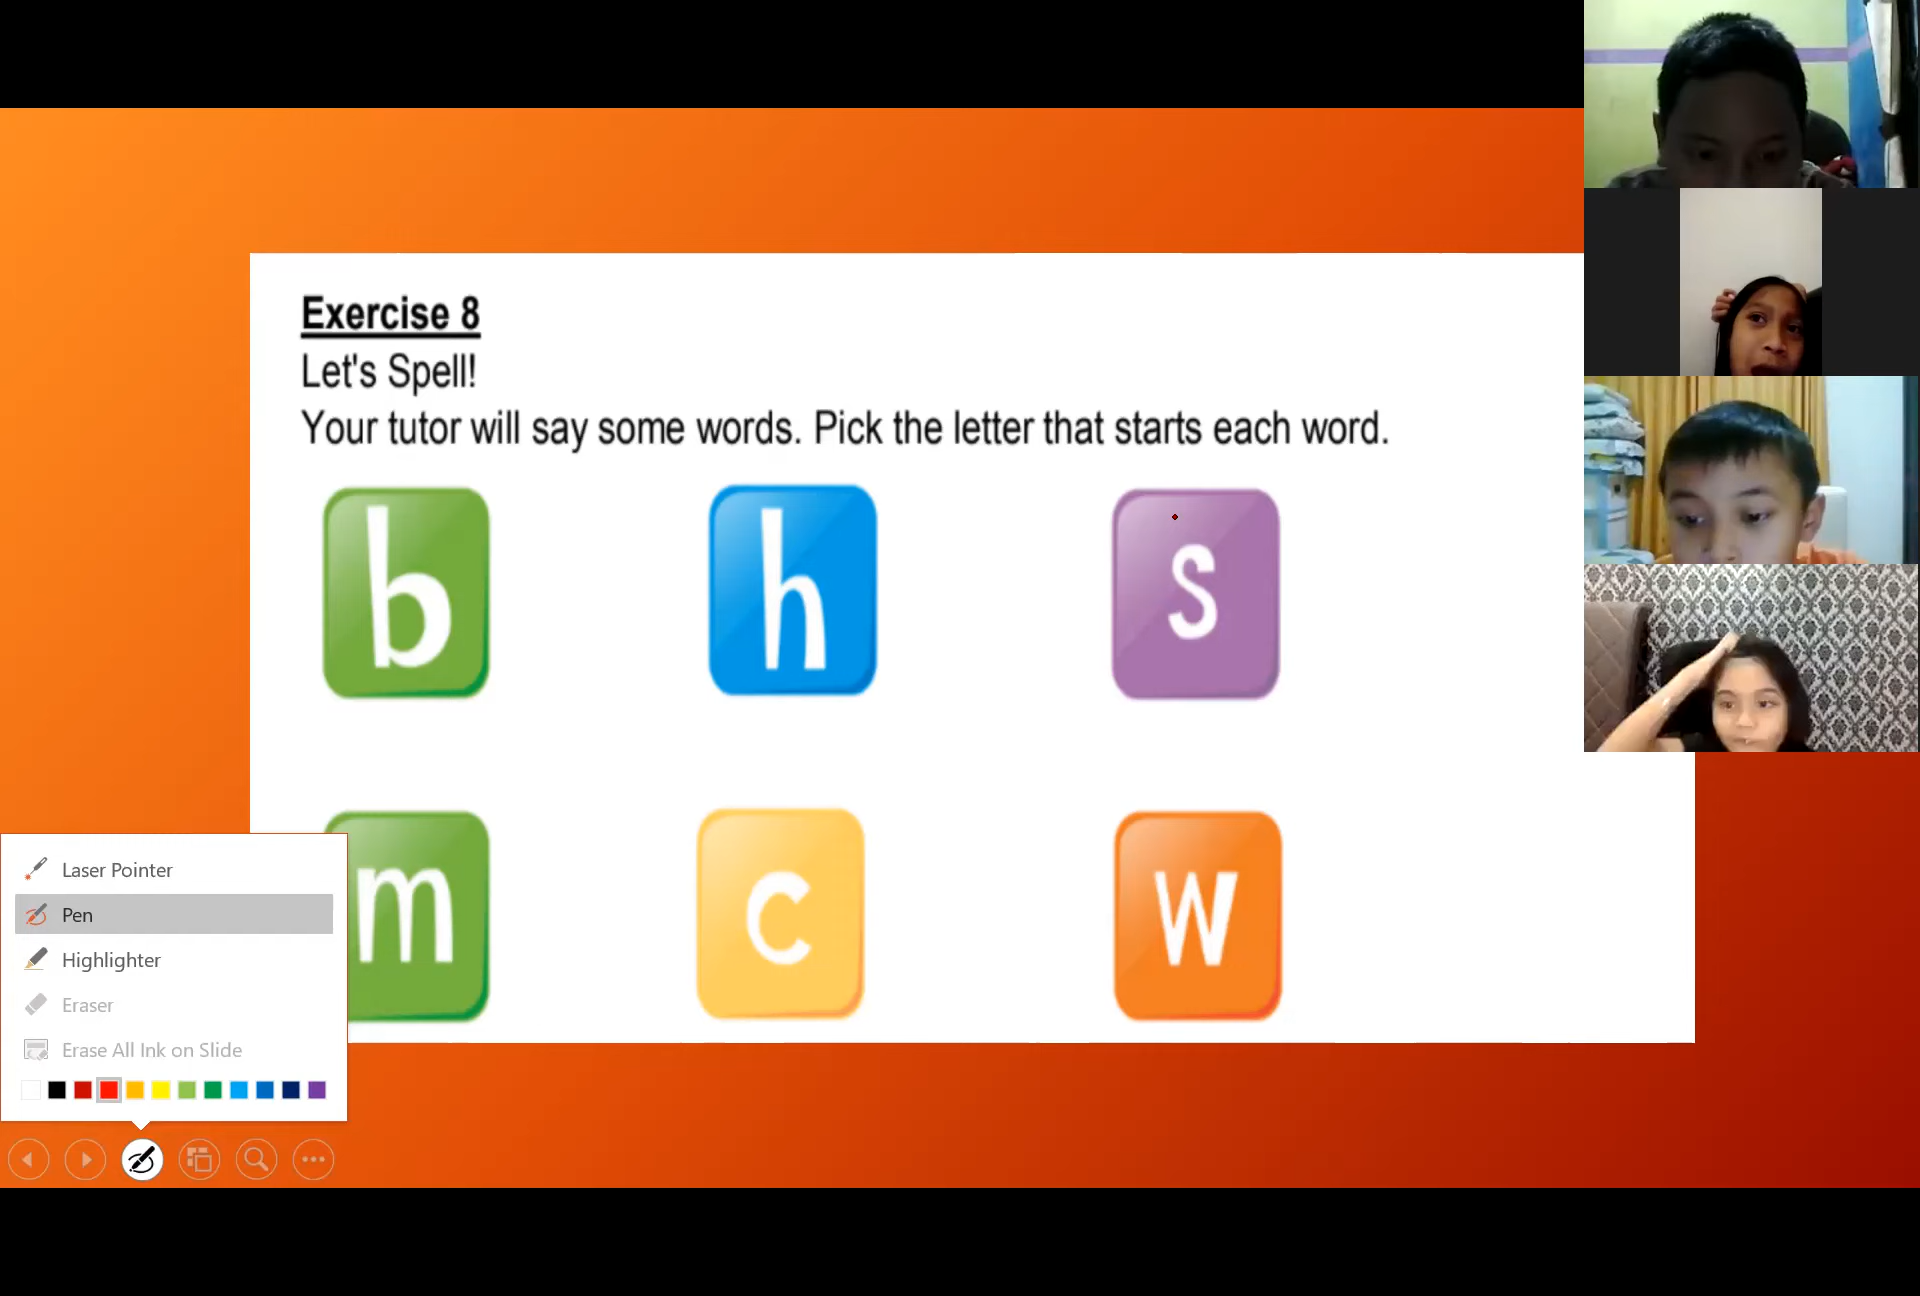 Exercise 8
Let's Spell!
Your tutor will say some words. Pick the letter that starts each word.
b h s
m c w
Laser Pointer
Pen
Highlighter
Eraser
Erase All Ink on Slide